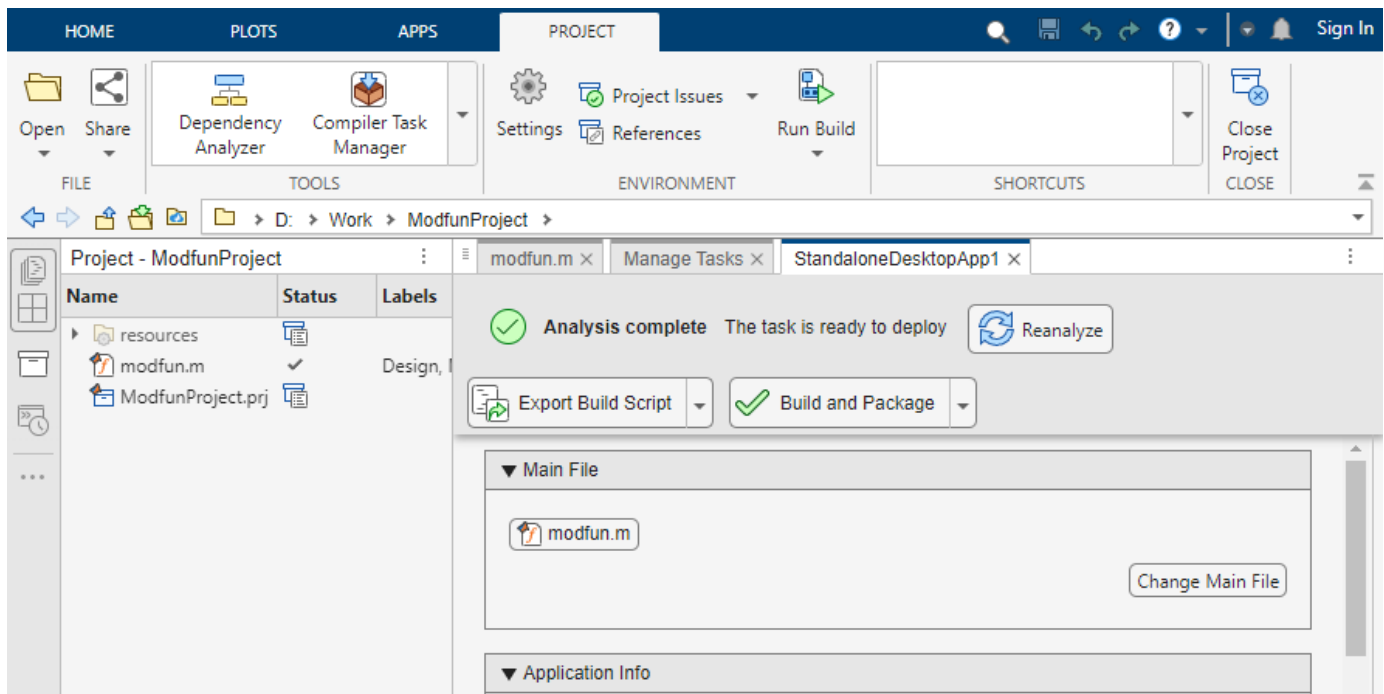 HOME PLOTS APPS PROJECT Sign In
Open
Share
Dependency
Analyzer
Compiler Task
Manager
Settings
Project Issues
References
Run Build
Close
Project
FILE TOOLS ENVIRONMENT SHORTCUTS CLOSE
D: Work ModfunProject
Project - ModfunProject
Name Status Labels
resources
modfun.m Design,
ModfunProject.prj
modfun.m Manage Tasks StandaloneDesktopApp1
Analysis complete The task is ready to deploy Reanalyze
Export Build Script Build and Package
Main File
modfun.m
Change Main File
Application Info